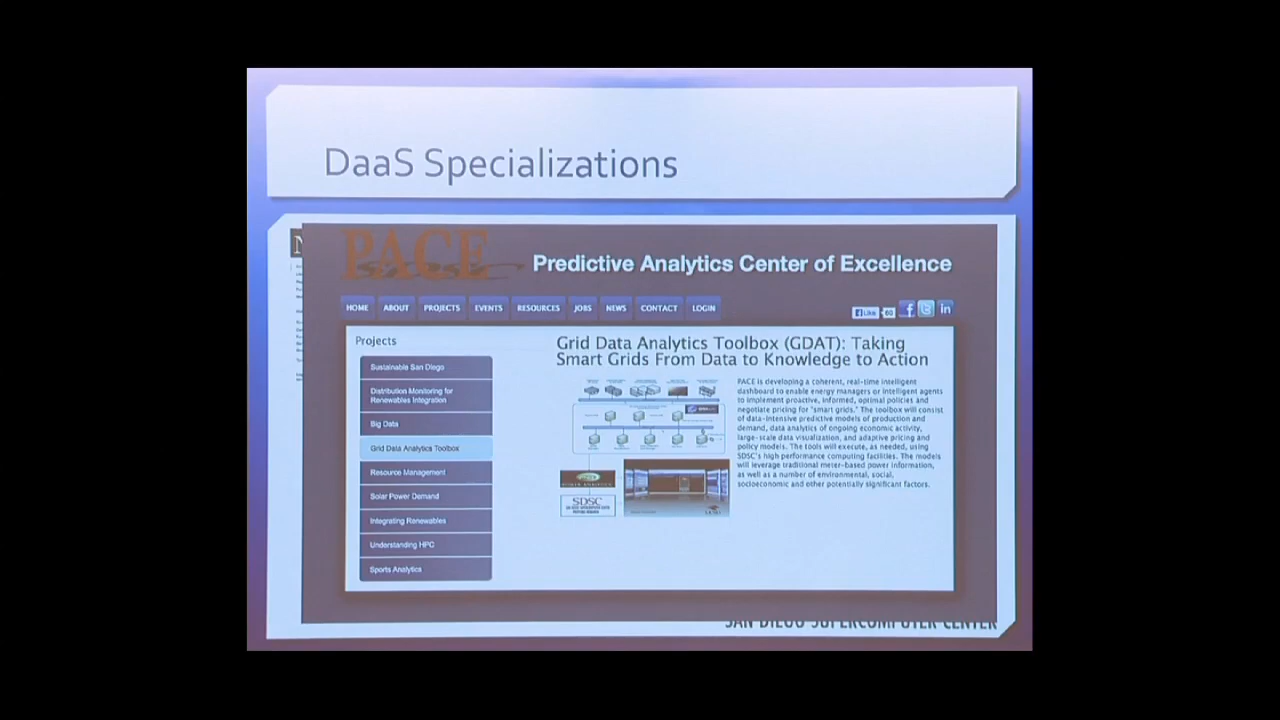 DaaS Specializations
N
PACE
Predictive Analytics Center of Excellence
HOME ABOUT PROJECTS EVENTS RESOURCES JOBS NEWS CONTACT LOGIN
Like 60
Projects
Sustainable San Diego
Distribution Monitoring for
Renewables Integration
Big Data
Grid Data Analytics Toolbox
Resource Management
Solar Power Demand
Integrating Renewables
Understanding HPC
Sports Analytics
Grid Data Analytics Toolbox (GDAT): Taking
Smart Grids From Data to Knowledge to Action
PACE is developing a coherent, real-time intelligent
dashboard to enable energy managers or intelligent agents
to implement proactive, informed, optimal policies and
negotiate pricing for "smart grids." The toolbox will consist
of data-intensive predictive models of production and
demand, data analytics of ongoing economic activity,
large-scale data visualization, and adaptive pricing and
policy models. The tools will execute, as needed, using
SDSC's high performance computing facilities. The models
will leverage traditional meter-based power information,
as well as a number of environmental, social,
socioeconomic and other potentially significant factors.
SDSC
SAN DIEGO SUPERCOMPUTER CENTER